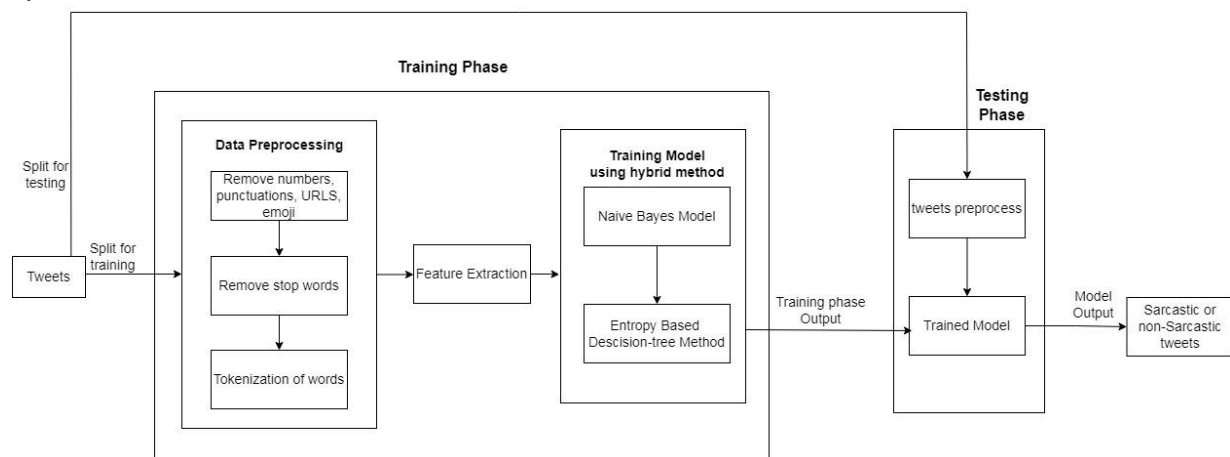 Training Phase
Testing
Phase
Split for
testing
Data Preprocessing
Remove numbers,
punctuations, URLS,
emoji
Training Model
using hybrid method
Naive Bayes Model
tweets preprocess
Tweets
Split for
training
Remove stop words
Feature Extraction
Tokenization of words
Entropy Based
Descision-tree Method
Training phase
Output
Trained Model
Model
Output
Sarcastic or
non-Sarcastic
tweets